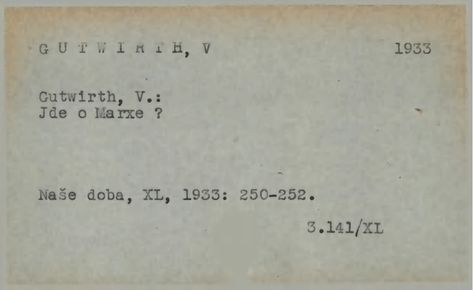 G U T W I R T H, V 1933
Gutwirth, V.:
Jde o Marxe ?
Naše doba, XL, 1933: 250-252.
3.141/XL